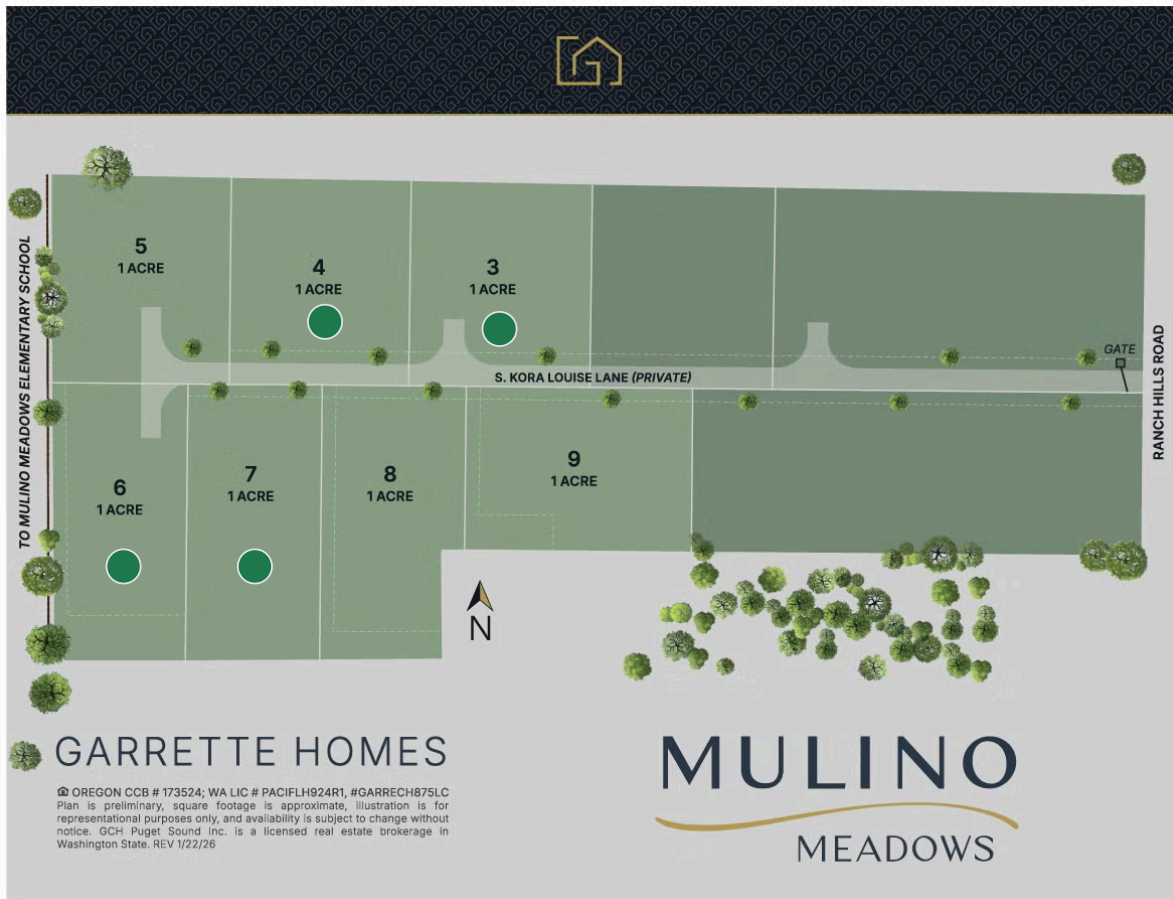 5
1 ACRE
4
1 ACRE
3
1 ACRE
TO MULINO MEADOWS ELEMENTARY SCHOOL
GATE
S. KORA LOUISE LANE (PRIVATE)
RANCH HILLS ROAD
6
1 ACRE
7
1 ACRE
8
1 ACRE
9
1 ACRE
N
GARRETTE HOMES
OREGON CCB # 173524; WA LIC # PACIFLH924R1, #GARRECH875LC
Plan is preliminary, square footage is approximate, illustration is for
representational purposes only, and availability is subject to change without
notice. GCH Puget Sound Inc. is a licensed real estate brokerage in
Washington State. REV 1/22/26
MULINO
MEADOWS